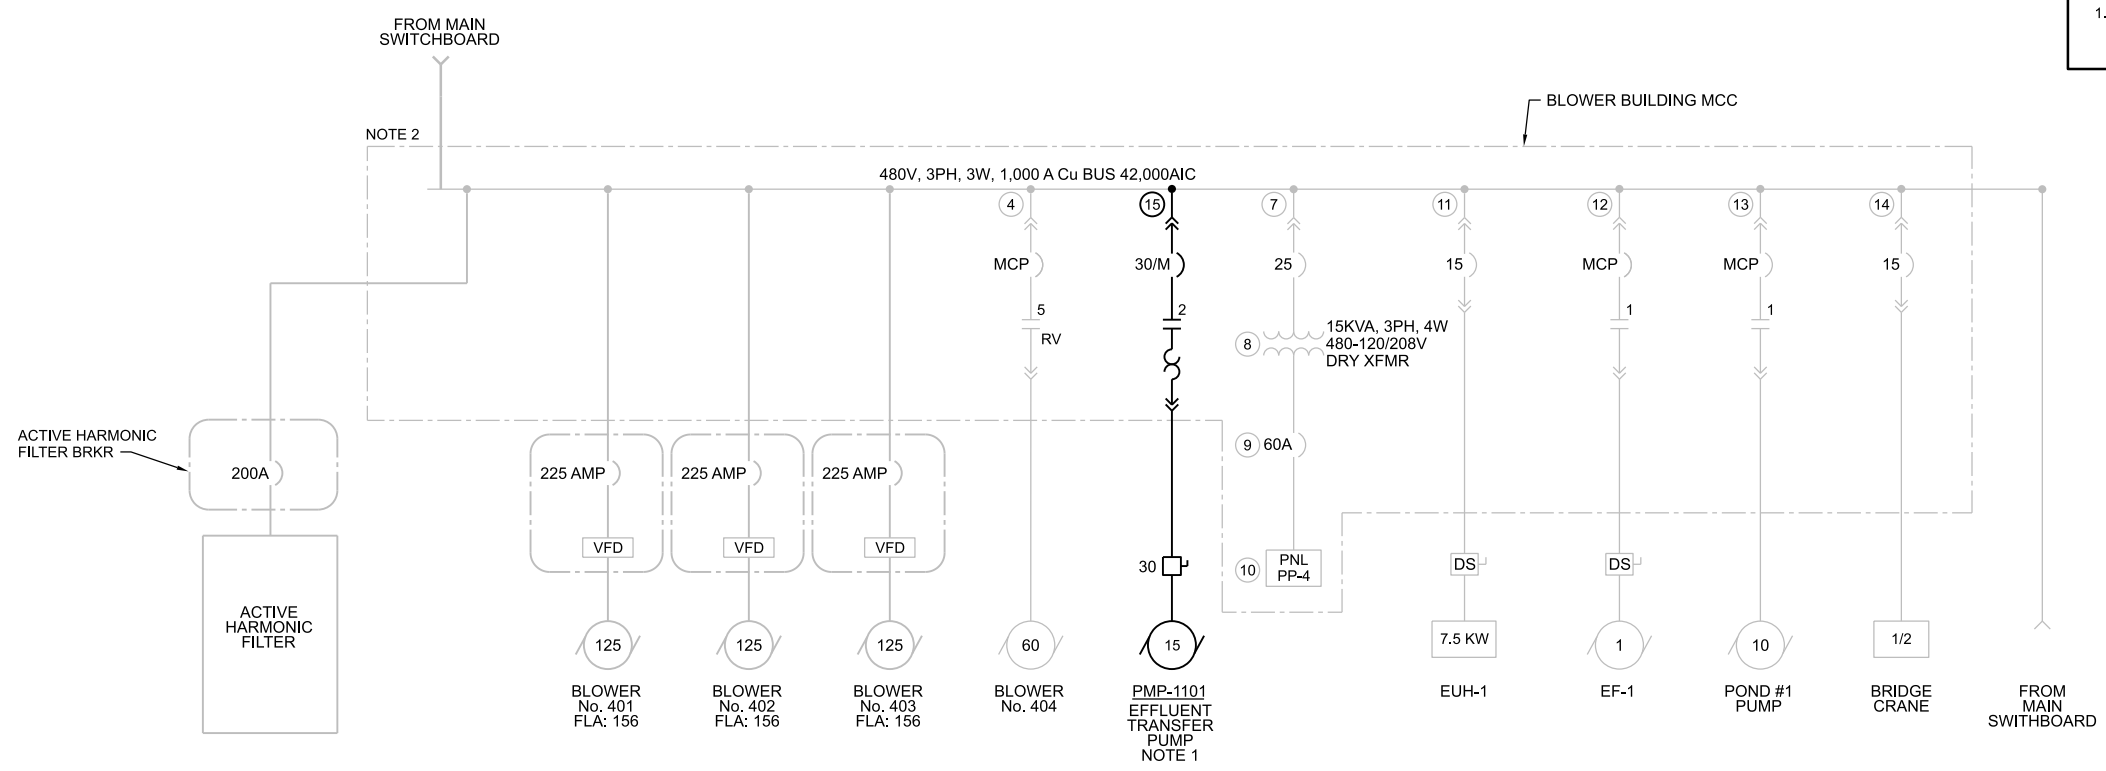 1.
FROM MAIN
SWITCHBOARD
BLOWER BUILDING MCC
NOTE 2
480V, 3PH, 3W, 1,000 A Cu BUS 42,000AIC
4
15
7
11
12
13
14
MCP
30/M
25
15
MCP
MCP
15
5
RV
2
1
1
8
15KVA, 3PH, 4W
480-120/208V
DRY XFMR
ACTIVE HARMONIC
FILTER BRKR
200A
225 AMP
225 AMP
225 AMP
9
60A
VFD
VFD
VFD
30
10
PNL
PP-4
DS
DS
ACTIVE
HARMONIC
FILTER
125
125
125
60
15
7.5 KW
1
10
1/2
BLOWER
No. 401
FLA: 156
BLOWER
No. 402
FLA: 156
BLOWER
No. 403
FLA: 156
BLOWER
No. 404
PMP-1101
EFFLUENT
TRANSFER
PUMP
NOTE 1
EUH-1
EF-1
POND #1
PUMP
BRIDGE
CRANE
FROM
MAIN
SWITHBOARD